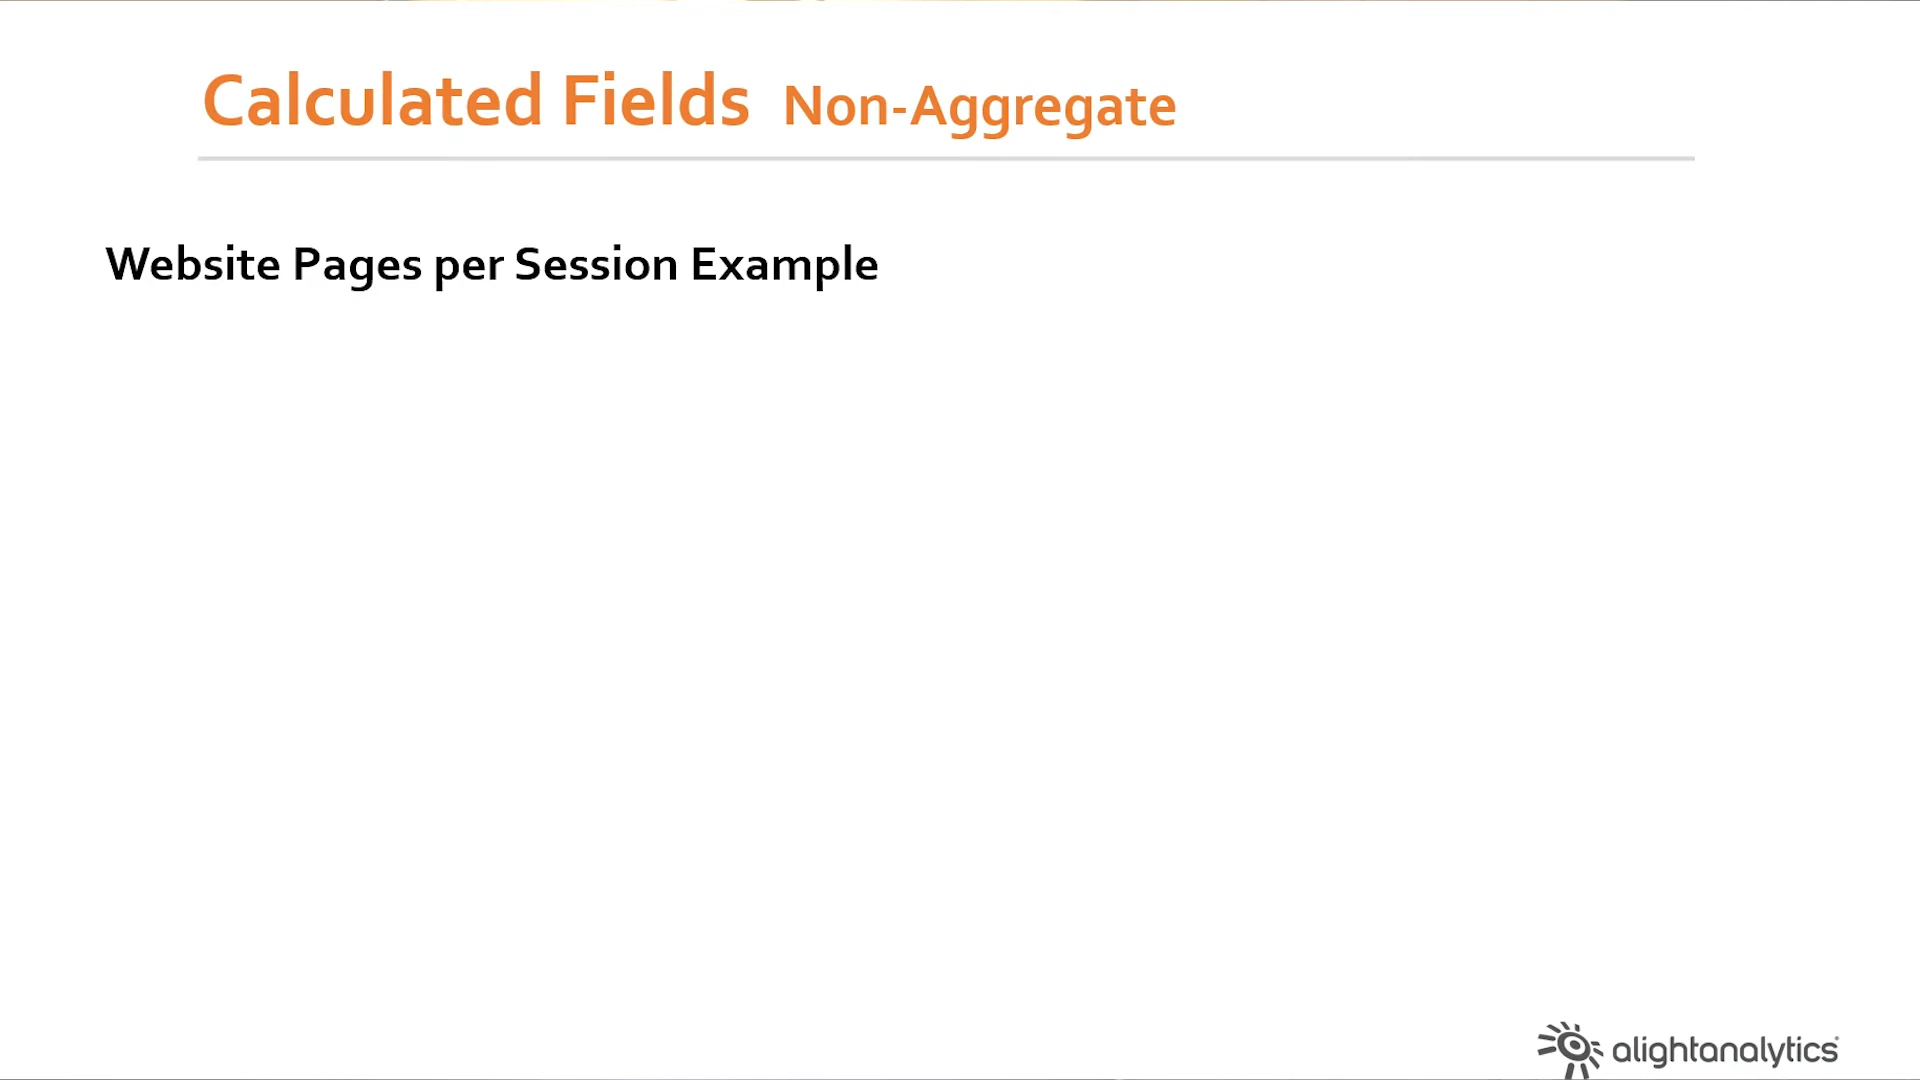 Calculated Fields Non-Aggregate
Website Pages per Session Example
alightanalytics